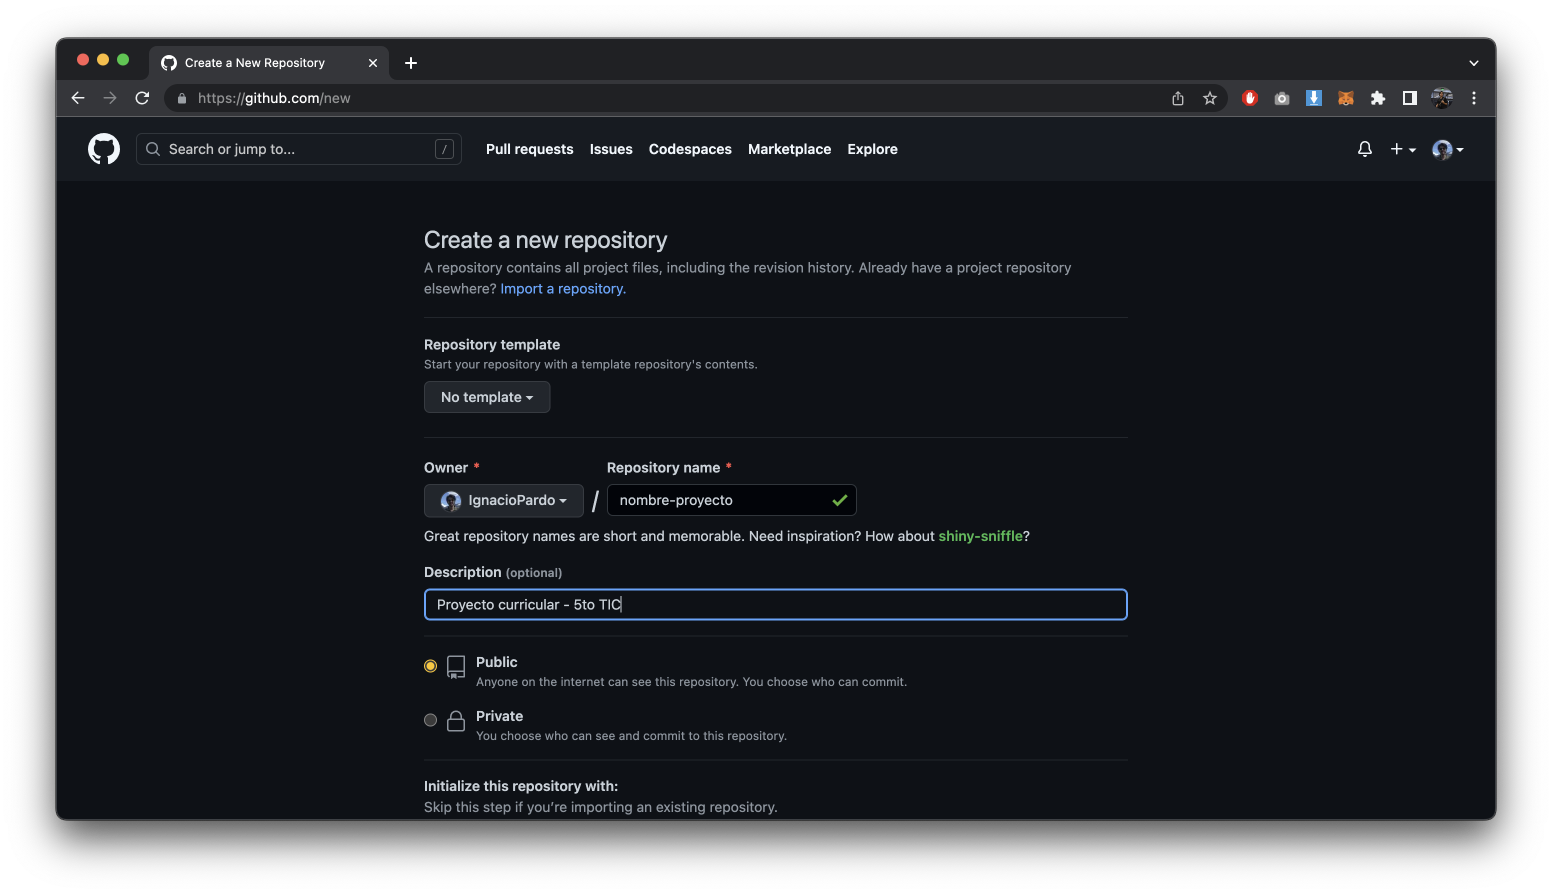 Create a New Repository
https://github.com/new
Search or jump to... /
Pull requests Issues Codespaces Marketplace Explore
Create a new repository
A repository contains all project files, including the revision history. Already have a project repository
elsewhere? Import a repository.
Repository template
Start your repository with a template repository's contents.
No template
Owner * Repository name *
IgnacioPardo / nombre-proyecto
Great repository names are short and memorable. Need inspiration? How about shiny-sniffle?
Description (optional)
Proyecto curricular - 5to TIC
Public
Anyone on the internet can see this repository. You choose who can commit.
Private
You choose who can see and commit to this repository.
Initialize this repository with:
Skip this step if you’re importing an existing repository.